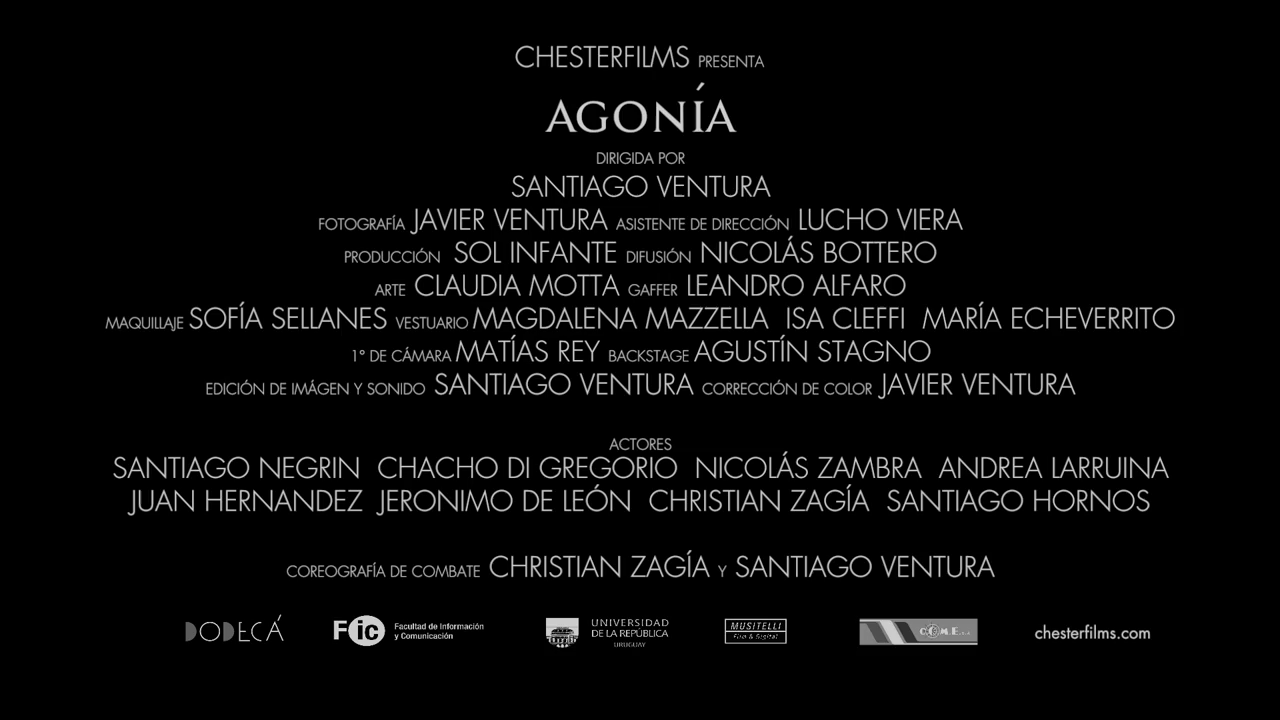 CHESTERFILMS PRESENTA
AGONÍA
DIRIGIDA POR
SANTIAGO VENTURA
FOTOGRAFÍA JAVIER VENTURA ASISTENTE DE DIRECCIÓN LUCHO VIERA
PRODUCCIÓN SOL INFANTE DIFUSIÓN NICOLÁS BOTTERO
ARTE CLAUDIA MOTTA GAFFER LEANDRO ALFARO
MAQUILLAJE SOFÍA SELLANES VESTUARIO MAGDALENA MAZZELLA ISA CLEFFI MARÍA ECHEVERRITO
1° DE CÁMARA MATÍAS REY BACKSTAGE AGUSTÍN STAGNO
EDICIÓN DE IMÁGEN Y SONIDO SANTIAGO VENTURA CORRECCIÓN DE COLOR JAVIER VENTURA
ACTORES
SANTIAGO NEGRIN CHACHO DI GREGORIO NICOLÁS ZAMBRA ANDREA LARRUINA
JUAN HERNANDEZ JERONIMO DE LEÓN CHRISTIAN ZAGÍA SANTIAGO HORNOS
COREOGRAFÍA DE COMBATE CHRISTIAN ZAGÍA Y SANTIAGO VENTURA
DODECÁ
Fic Facultad de Información
y Comunicación
UNIVERSIDAD
DE LA REPÚBLICA
URUGUAY
MUSITELLI
Film & Digital
chesterfilms.com